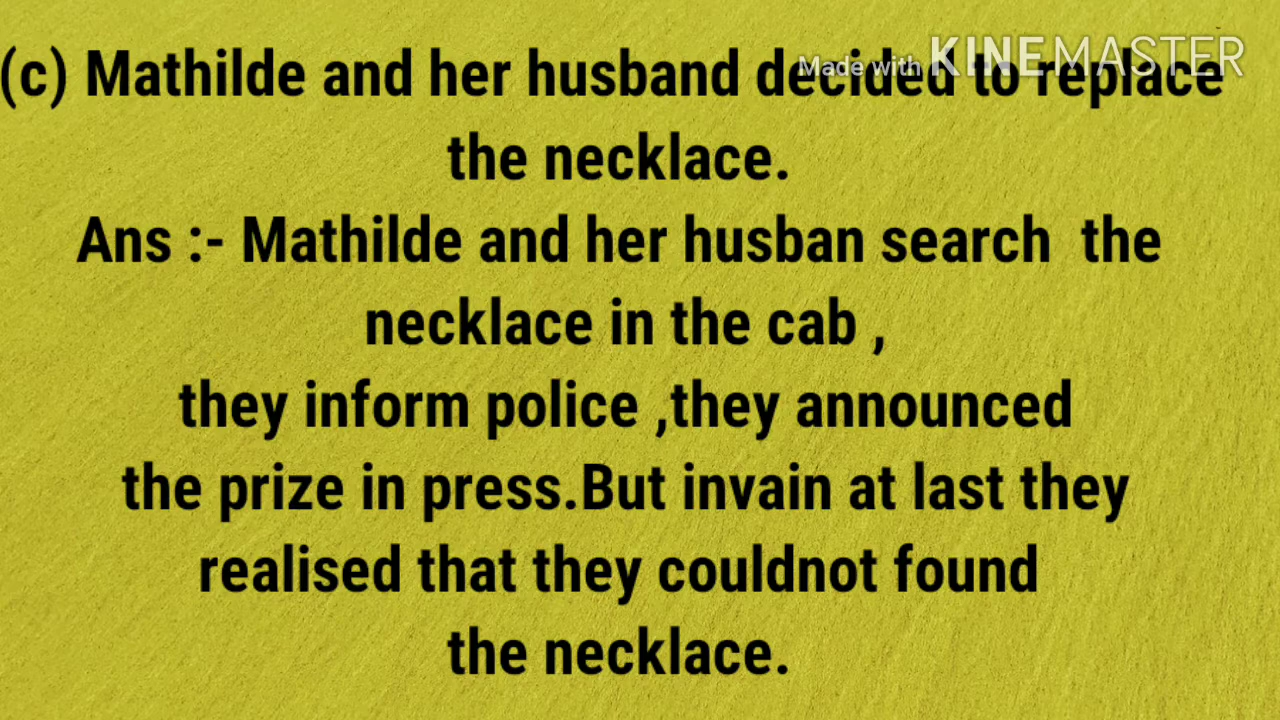 Made with KINEMASTER
(c) Mathilde and her husband decided to replace
the necklace.
Ans :- Mathilde and her husban search  the
necklace in the cab ,
they inform police ,they announced
the prize in press.But invain at last they
realised that they couldnot found
the necklace.